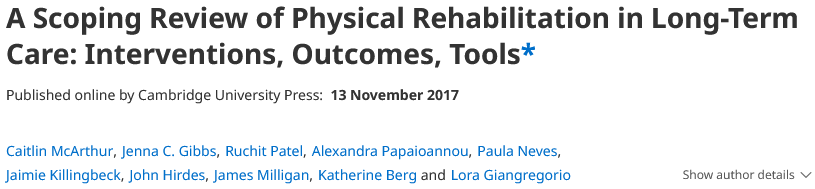 A Scoping Review of Physical Rehabilitation in Long-Term
Care: Interventions, Outcomes, Tools*
Published online by Cambridge University Press: 13 November 2017
Caitlin McArthur, Jenna C. Gibbs, Ruchit Patel, Alexandra Papaioannou, Paula Neves,
Jaimie Killingbeck, John Hirdes, James Milligan, Katherine Berg and Lora Giangregorio
Show author details